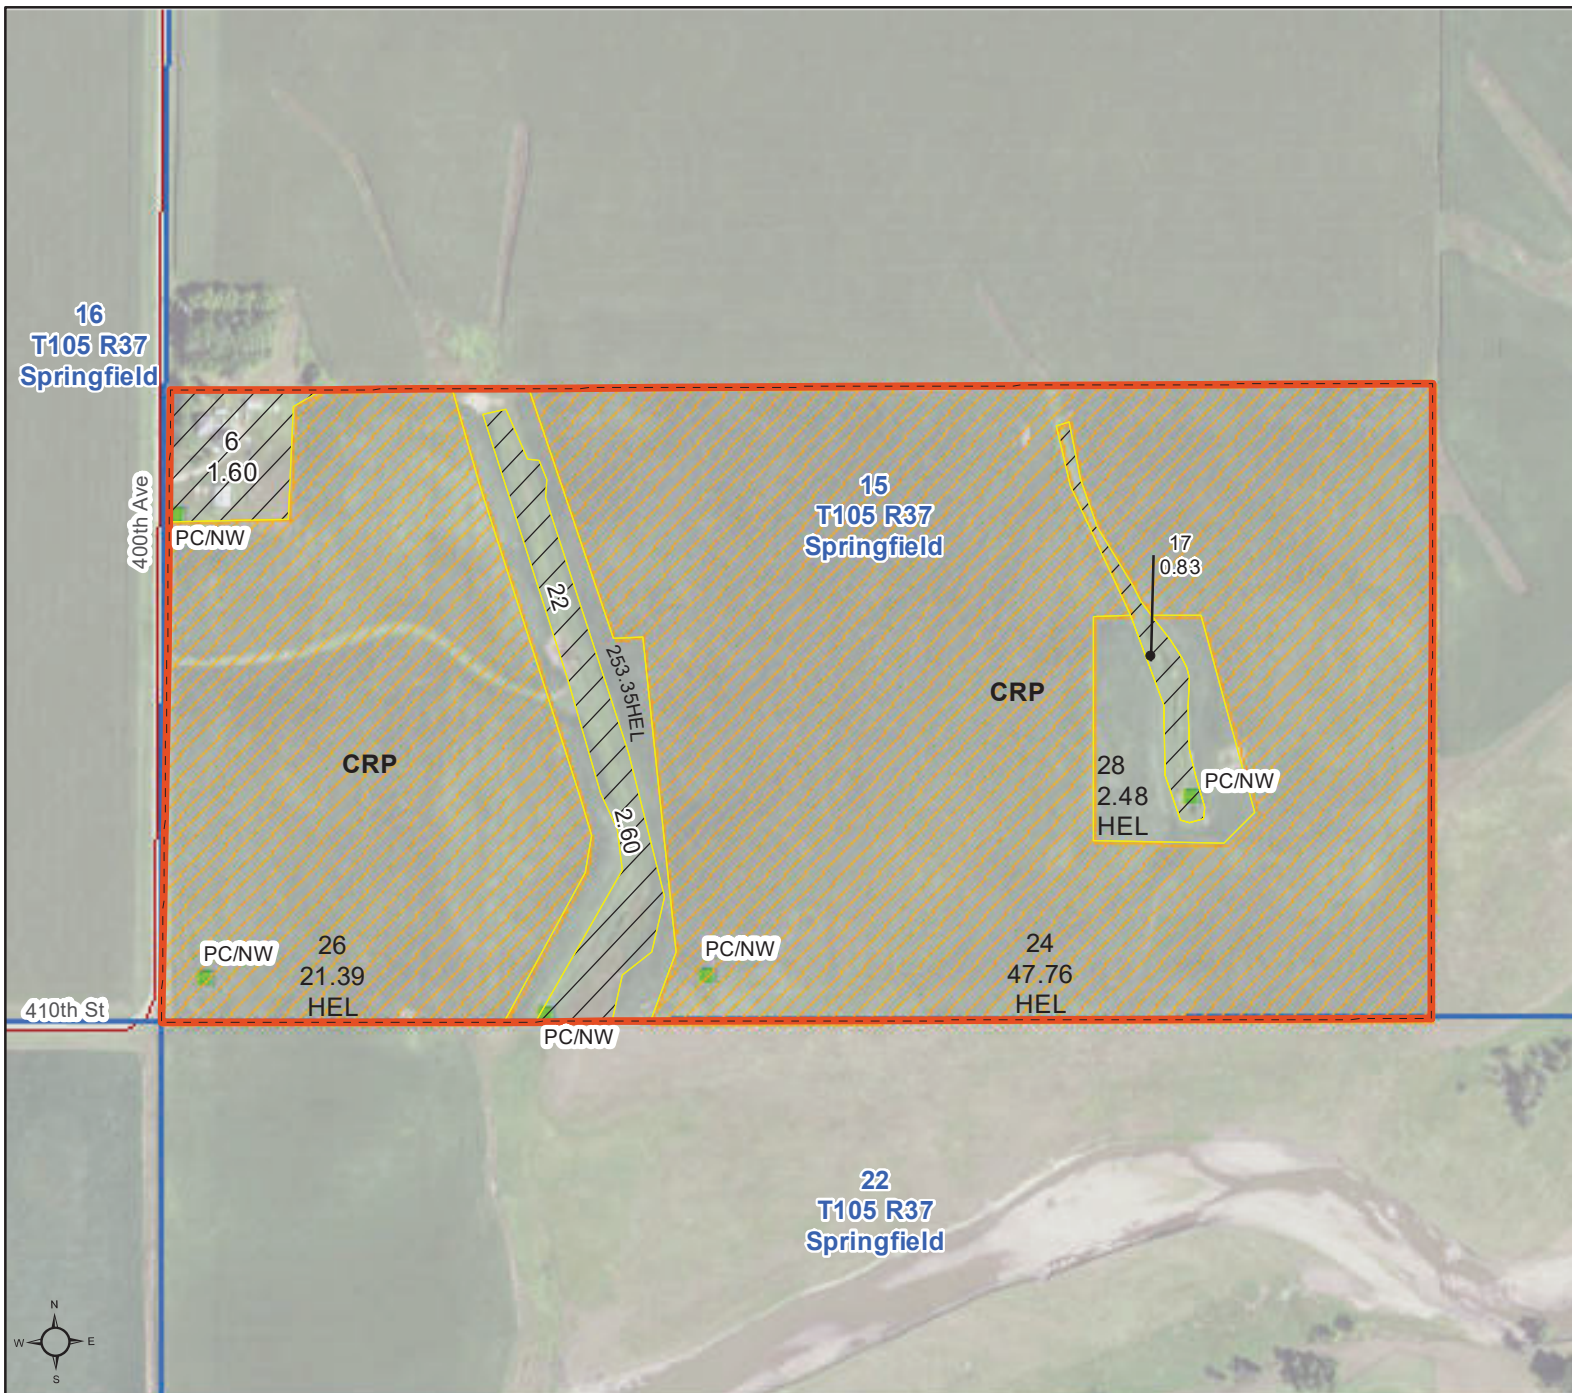 16
T105 R37
Springfield
6
1.60
PC/NW
400th Ave
15
T105 R37
Springfield
17
0.83
22
253.35HEL
CRP
CRP
28
2.48
HEL
PC/NW
2.60
PC/NW
26
21.39
HEL
PC/NW
24
47.76
HEL
410th St
PC/NW
22
T105 R37
Springfield
N
W
E
S